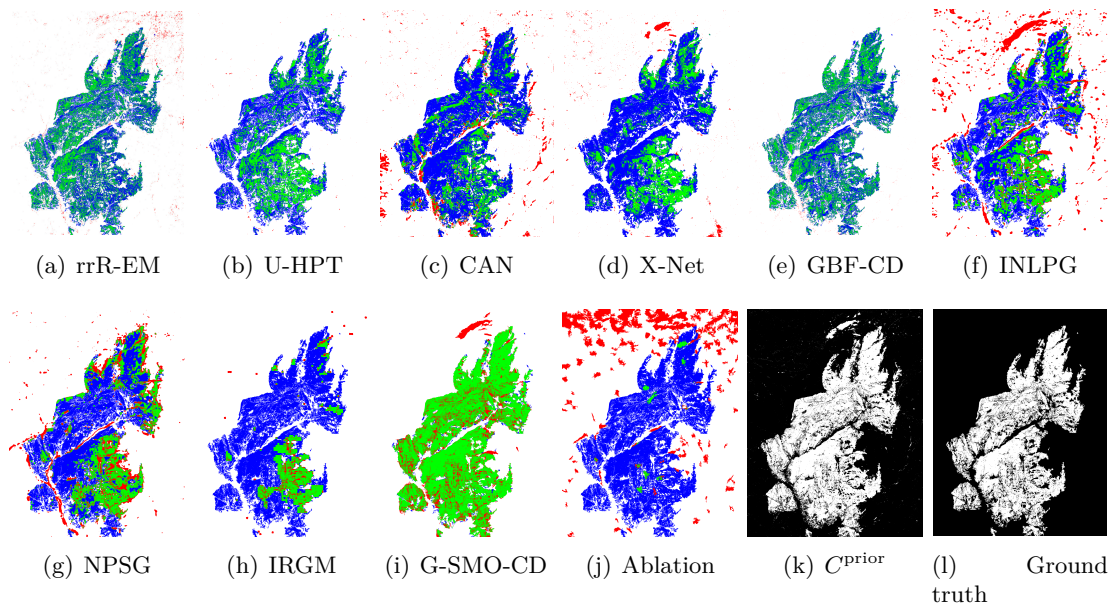 (a) rrR-EM
(b) U-HPT
(c) CAN
(d) X-Net
(e) GBF-CD
(f) INLPG
(g) NPSG
(h) IRGM
(i) G-SMO-CD
(j) Ablation
(k) C^prior
(l) Ground
truth